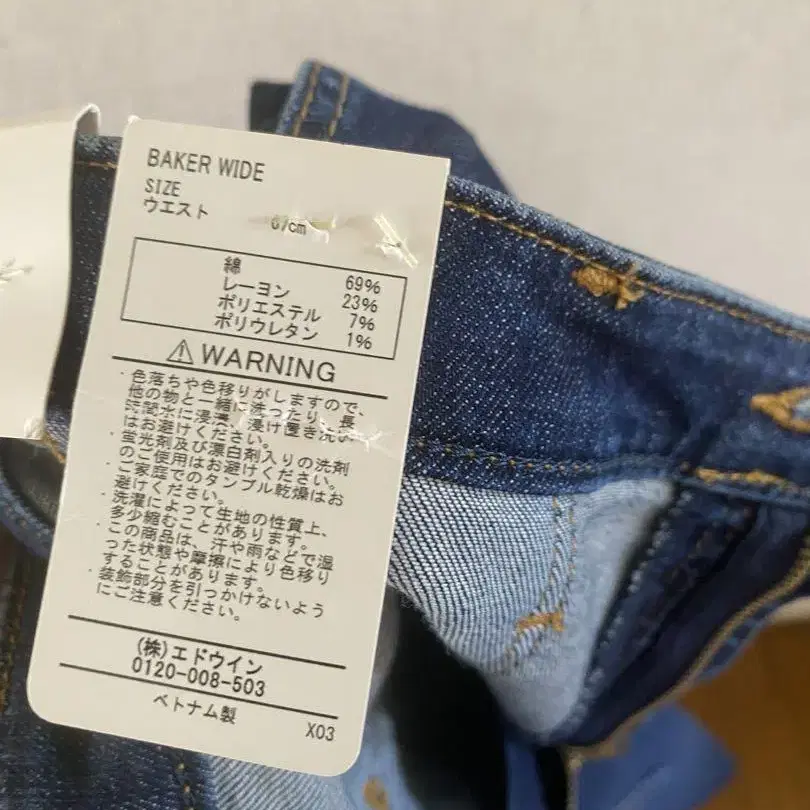 BAKER WIDE
SIZE
ウエスト 67cm
綿 69%
レーヨン 23%
ポリエステル 7%
ポリウレタン 1%
⚠ WARNING
・色落ちや色移りがしますので、
他の物と一緒に洗ったり、長
時間水に浸漬、浸け置き洗い
はお避けください。
・蛍光剤及び漂白剤入りの洗剤
のご使用はお避けください。
・ご家庭でのタンブル乾燥はお
避けください。
・洗濯によって生地の性質上、
多少縮むことがあります。
・この商品は、汗や雨などで湿
った状態や摩擦により色移り
することがあります。
・装飾部分を引っかけないよう
にご注意ください。
(株)エドウイン
0120-008-503
ベトナム製
X03